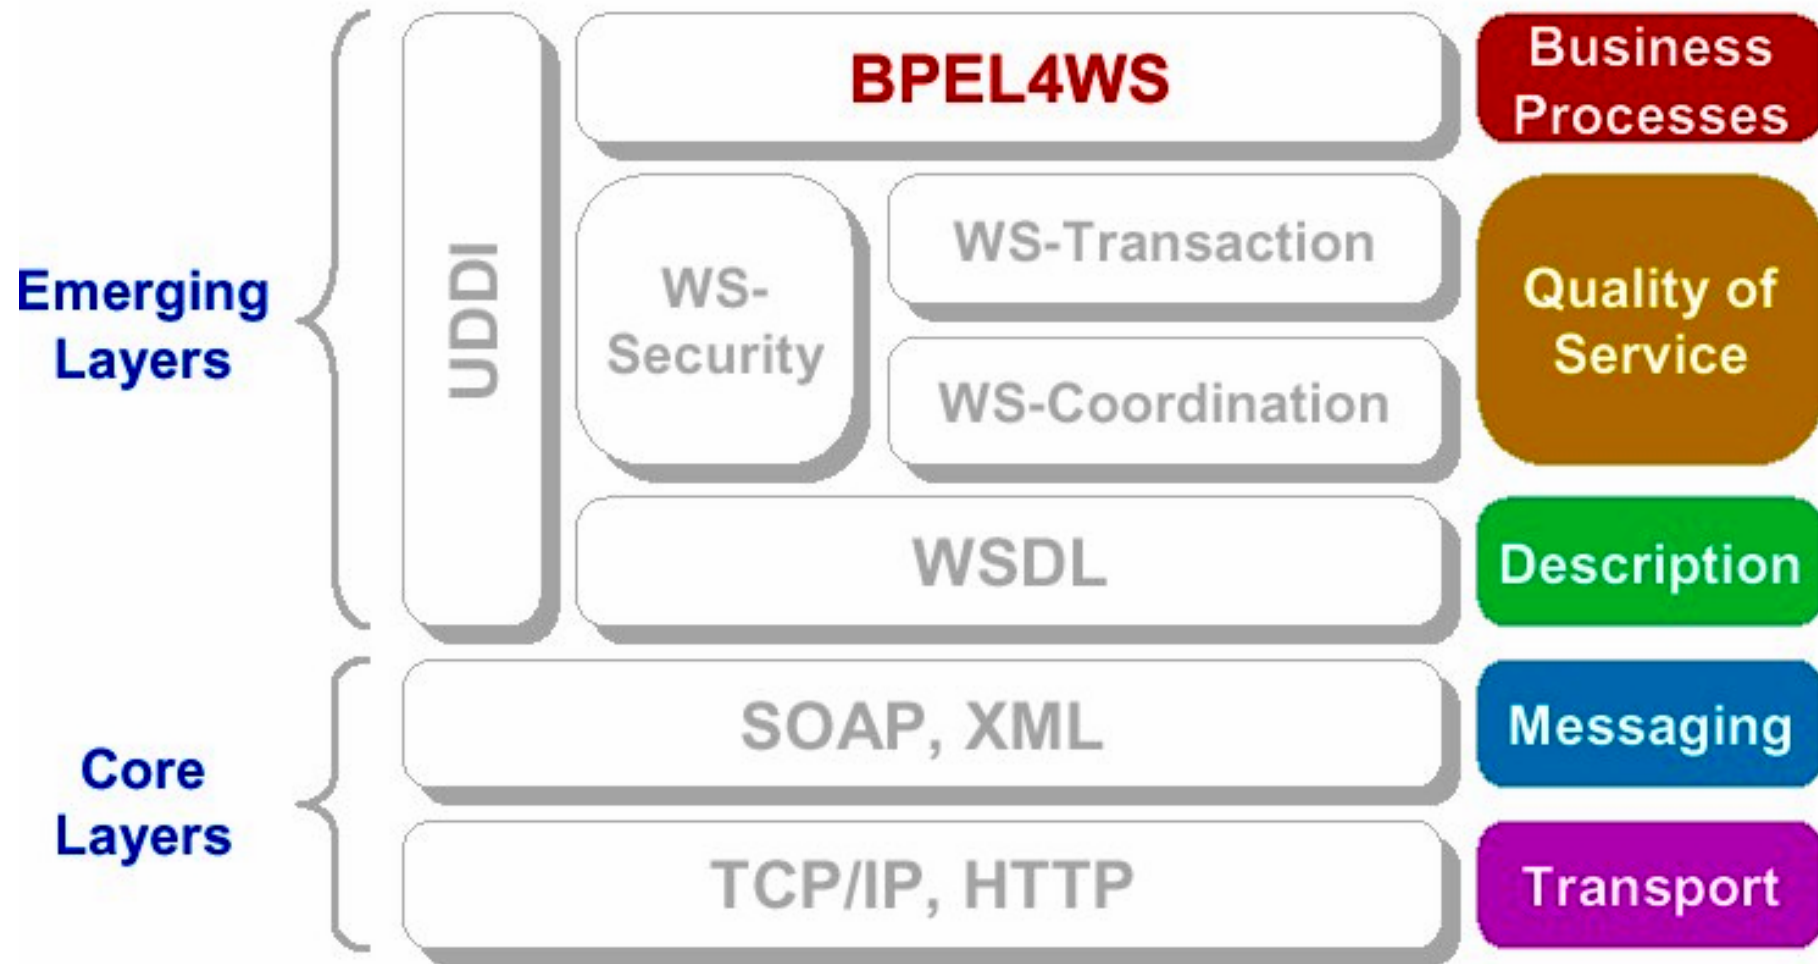 BPEL4WS
Business
Processes
Emerging
Layers
UDDI
WS-
Security
WS-Transaction
WS-Coordination
Quality of
Service
WSDL
Description
Core
Layers
SOAP, XML
Messaging
TCP/IP, HTTP
Transport